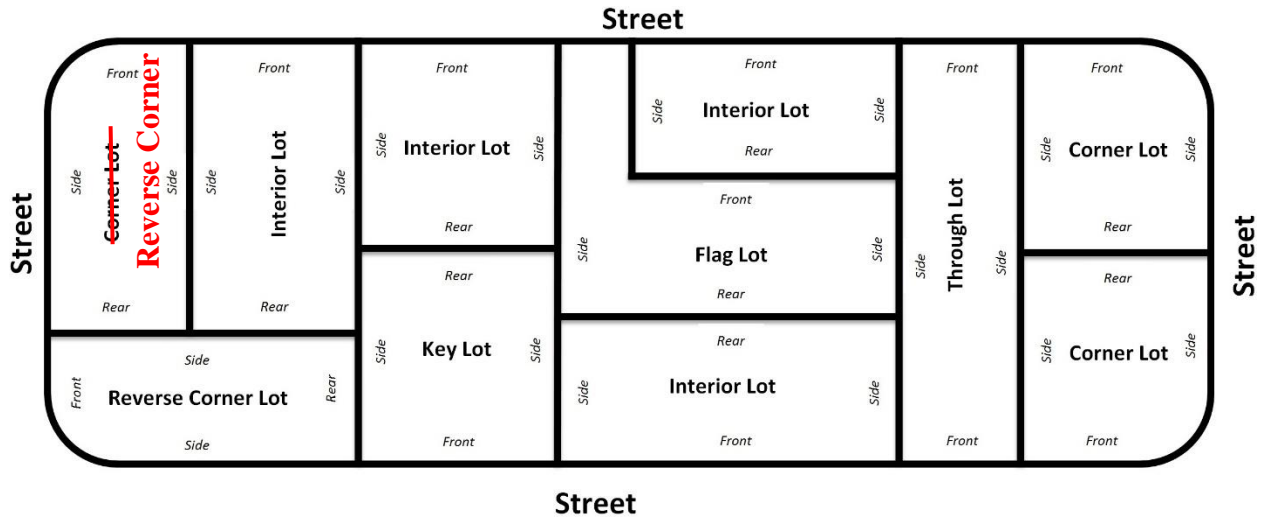 Street
Front
Front
Front
Front
Front
Front
Side
Corner Lot
Reverse Corner
Side
Side
Interior Lot
Side
Side
Interior Lot
Side
Side
Interior Lot
Side
Rear
Side
Corner Lot
Side
Street
Rear
Rear
Rear
Side
Front
Flag Lot
Side
Rear
Side
Through Lot
Side
Street
Rear
Side
Key Lot
Side
Front
Rear
Side
Interior Lot
Side
Front
Front
Rear
Side
Corner Lot
Side
Front
Side
Front
Reverse Corner Lot
Rear
Side
Street